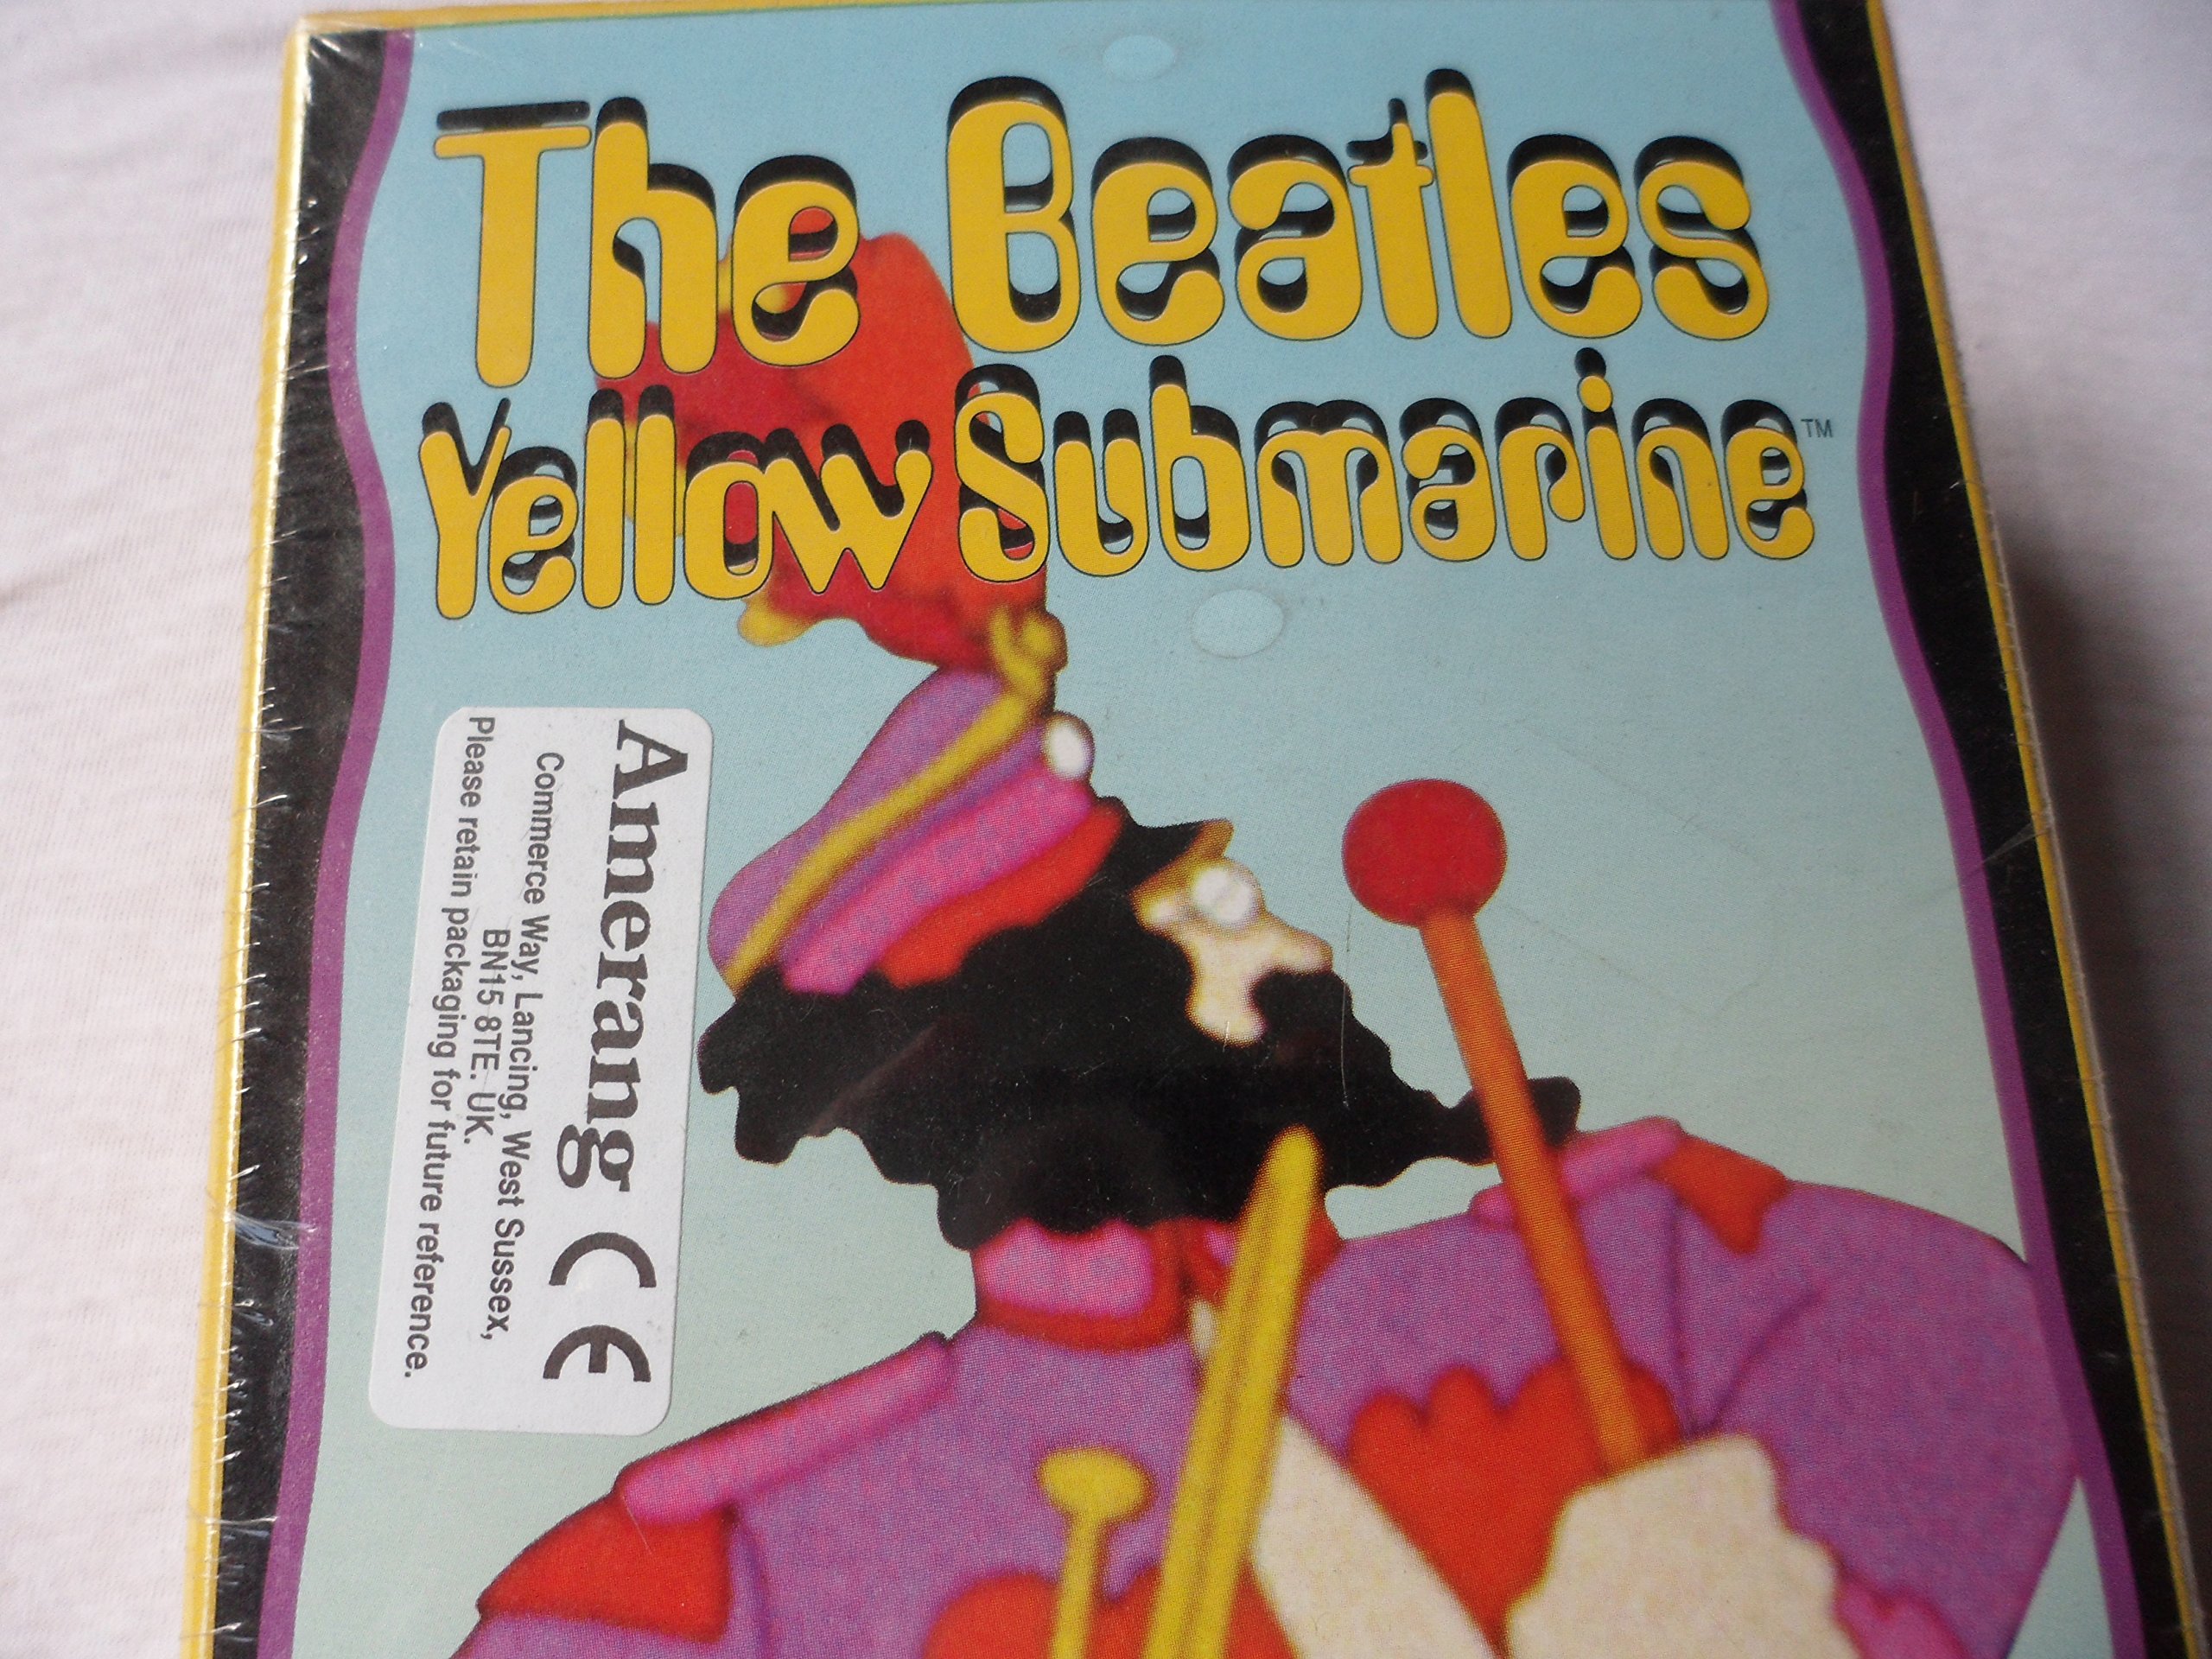 The Beatles
Yellow Submarine™
Amerang CE
Commerce Way, Lancing, West Sussex,
BN15 8TE. UK.
Please retain packaging for future reference.